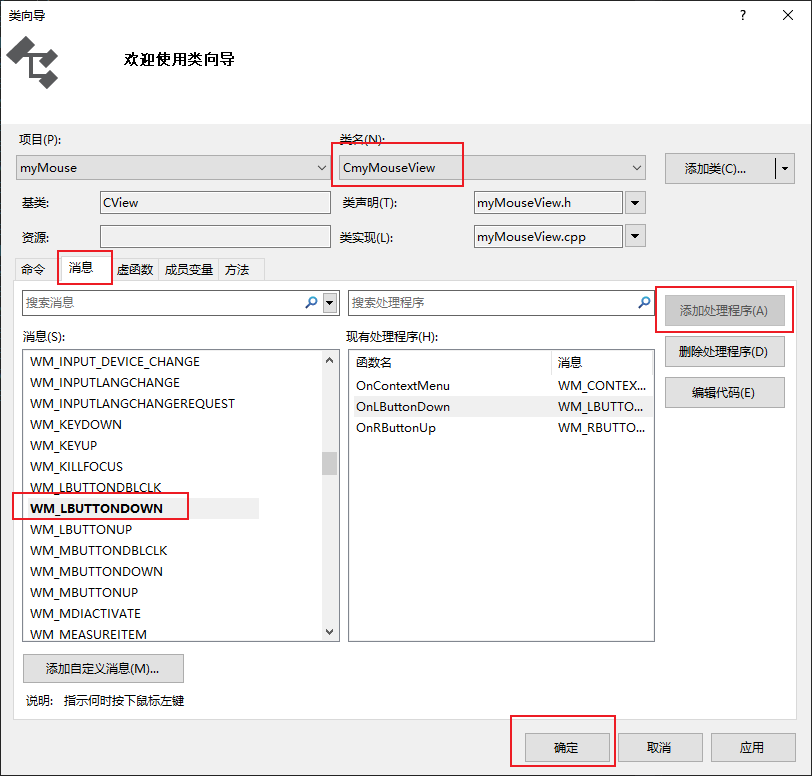 类向导
?
欢迎使用类向导
项目(P):
类名(N):
myMouse
CmyMouseView
添加类(C)...
基类:
CView
类声明(T):
myMouseView.h
资源:
类实现(L):
myMouseView.cpp
命令 消息 虚函数 成员变量 方法
搜索消息
搜索处理程序
添加处理程序(A)
消息(S):
现有处理程序(H):
删除处理程序(D)
编辑代码(E)
WM_INPUT_DEVICE_CHANGE
WM_INPUTLANGCHANGE
WM_INPUTLANGCHANGEREQUEST
WM_KEYDOWN
WM_KEYUP
WM_KILLFOCUS
WM_LBUTTONDBLCLK
WM_LBUTTONDOWN
WM_LBUTTONUP
WM_MBUTTONDBLCLK
WM_MBUTTONDOWN
WM_MBUTTONUP
WM_MDIACTIVATE
WM_MEASUREITEM
函数名 消息
OnContextMenu WM_CONTEX...
OnLButtonDown WM_LBUTTO...
OnRButtonUp WM_RBUTTO...
添加自定义消息(M)...
说明: 指示何时按下鼠标左键
确定 取消 应用